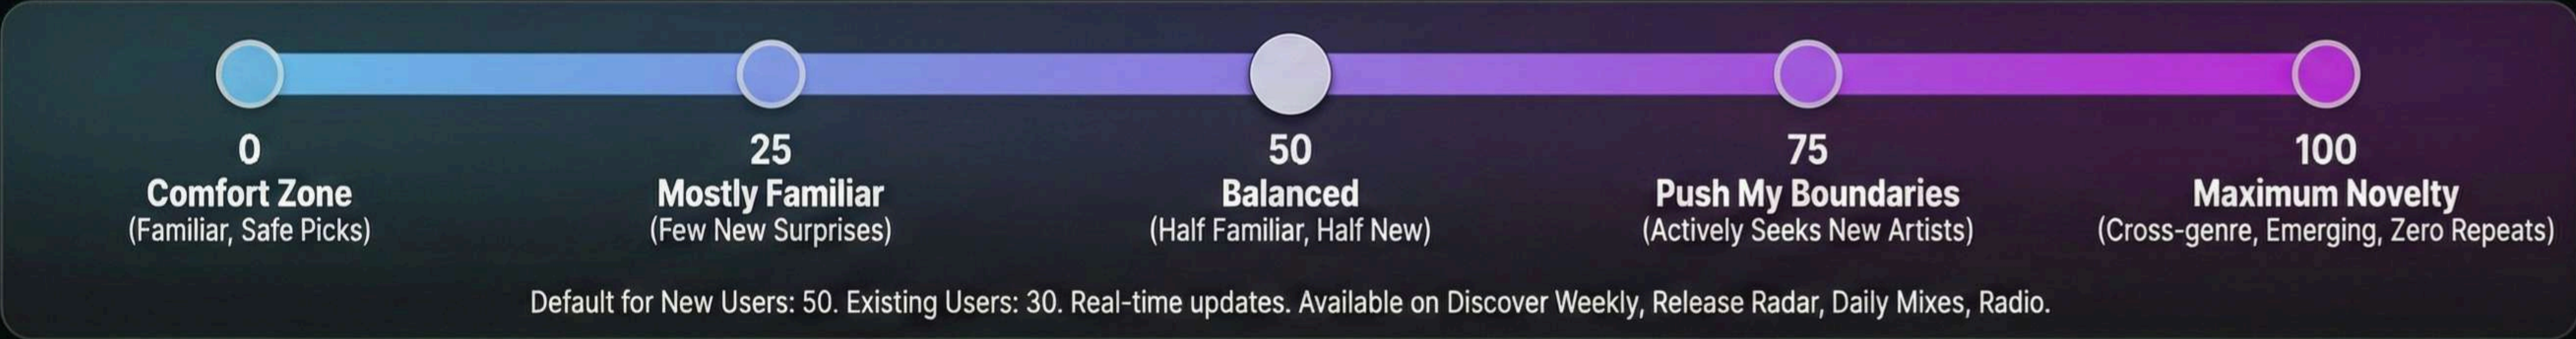 0
Comfort Zone
(Familiar, Safe Picks)
25
Mostly Familiar
(Few New Surprises)
50
Balanced
(Half Familiar, Half New)
75
Push My Boundaries
(Actively Seeks New Artists)
100
Maximum Novelty
(Cross-genre, Emerging, Zero Repeats)
Default for New Users: 50. Existing Users: 30. Real-time updates. Available on Discover Weekly, Release Radar, Daily Mixes, Radio.